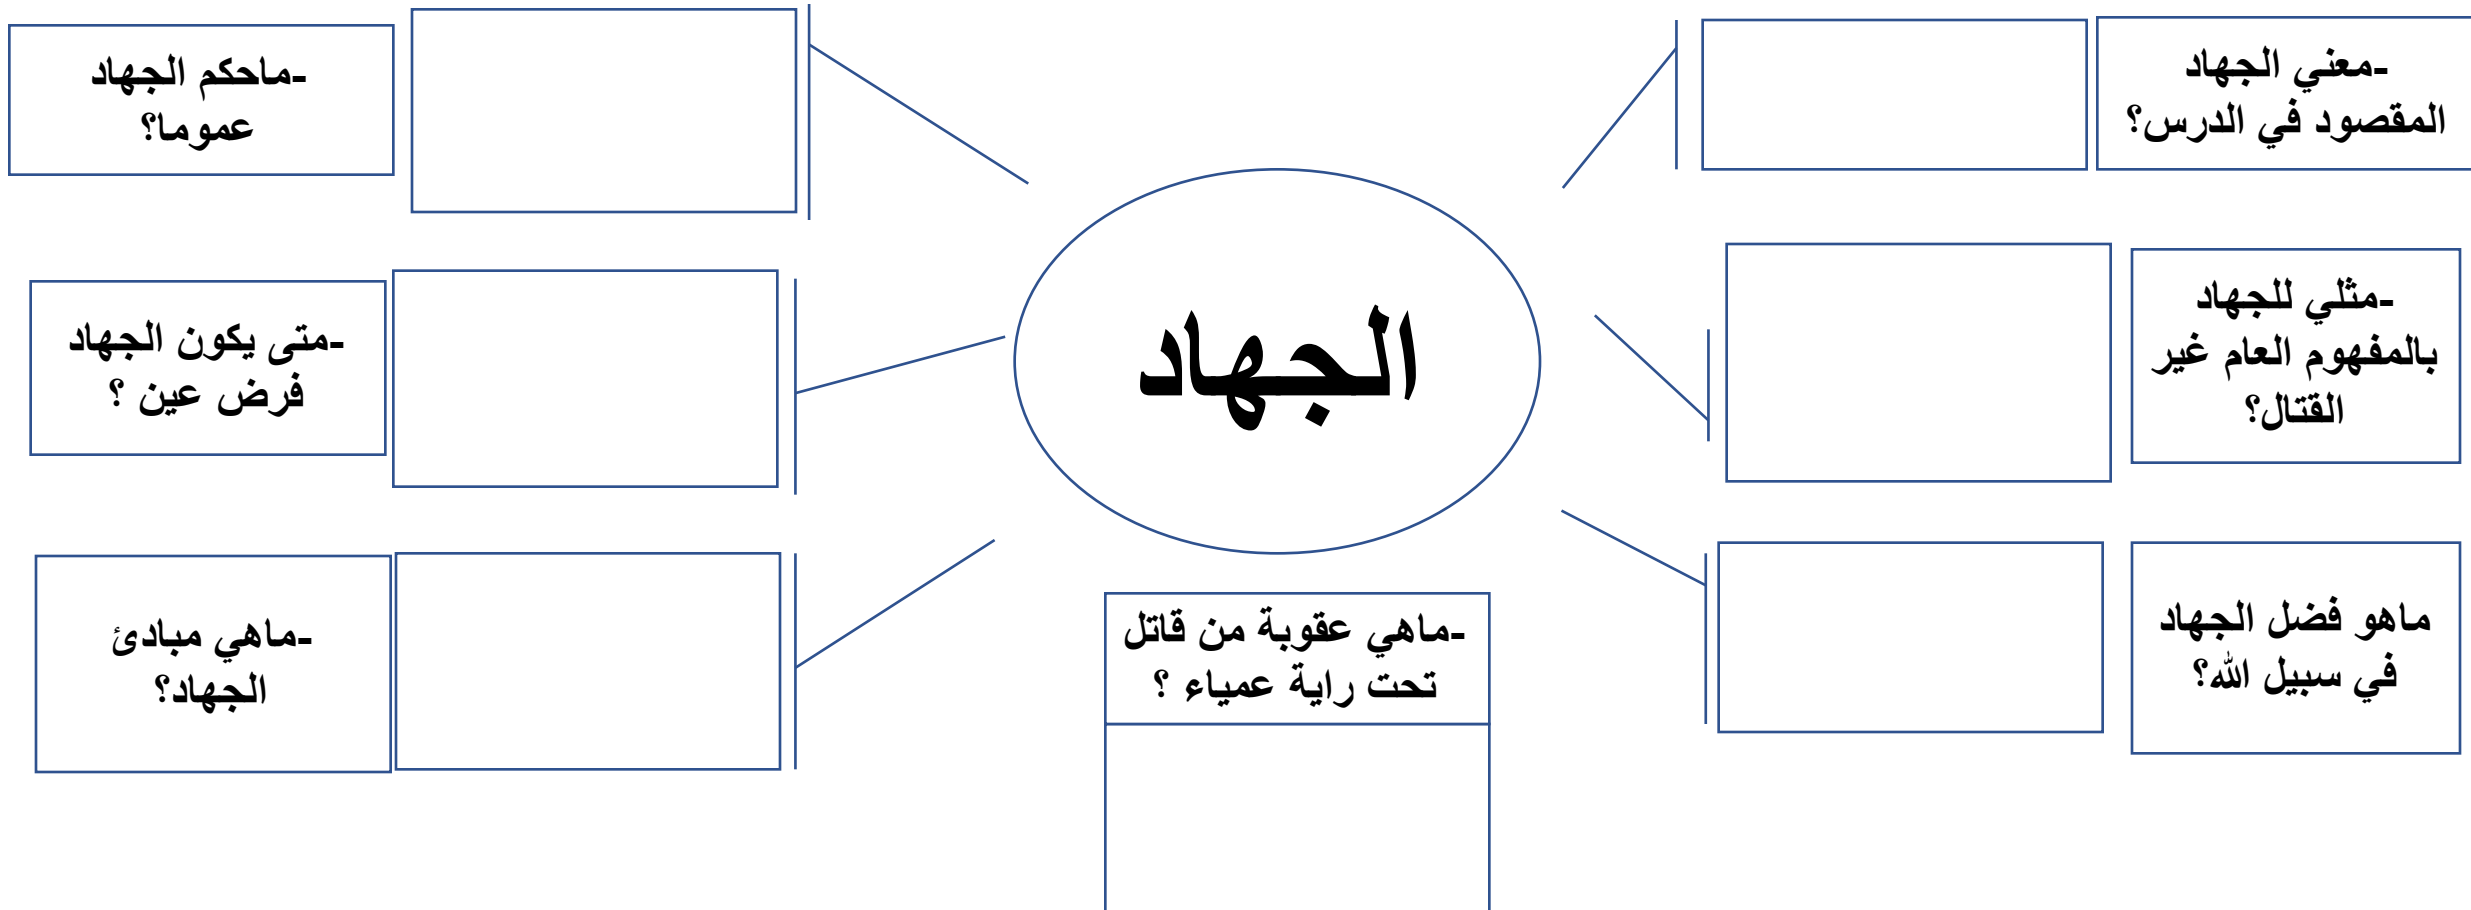 -معني الجهاد
المقصود في الدرس؟
-مثلي للجهاد
بالمفهوم العام غير
القتال؟
ماهو فضل الجهاد
في سبيل الله؟
الجهاد
-ماهي عقوبة من قاتل
تحت راية عمياء ؟
-ماحكم الجهاد
عموما؟
-متى يكون الجهاد
فرض عين ؟
-ماهي مبادئ
الجهاد؟